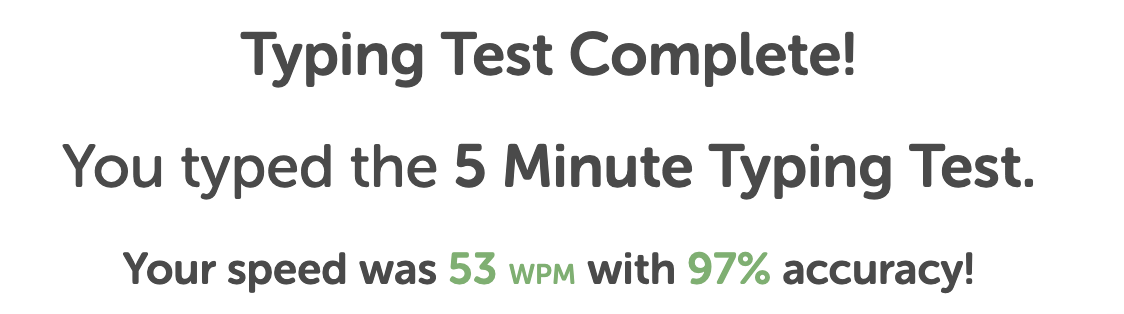 Typing Test Complete!
You typed the 5 Minute Typing Test.
Your speed was 53 WPM with 97% accuracy!